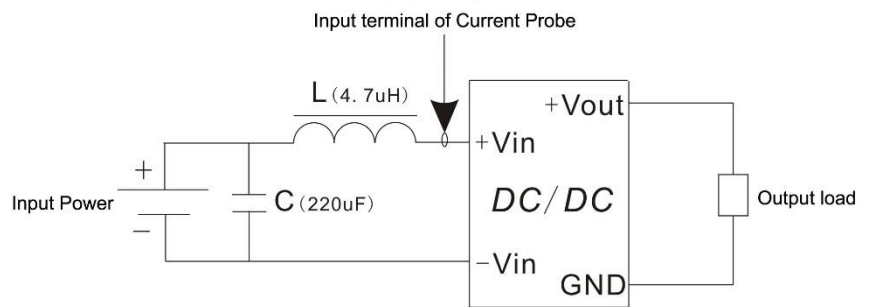 Input terminal of Current Probe
L (4. 7uH)
+Vout
+Vin
+
Input Power
C (220uF)
DC/DC
Output load
−
−Vin
GND